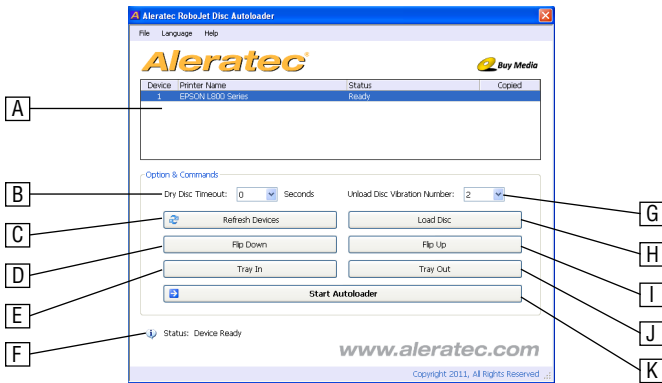 Aleratec RoboJet Disc Autoloader
File Language Help
Aleratec
Buy Media
Device Printer Name Status Copied
1 EPSON L800 Series Ready
A
Option & Commands
B Dry Disc Timeout: 0 Seconds Unload Disc Vibration Number: 2 G
C Refresh Devices Load Disc H
D Flip Down Flip Up I
E Tray In Tray Out J
Start Autoloader K
F Status: Device Ready
www.aleratec.com
Copyright 2011, All Rights Reserved